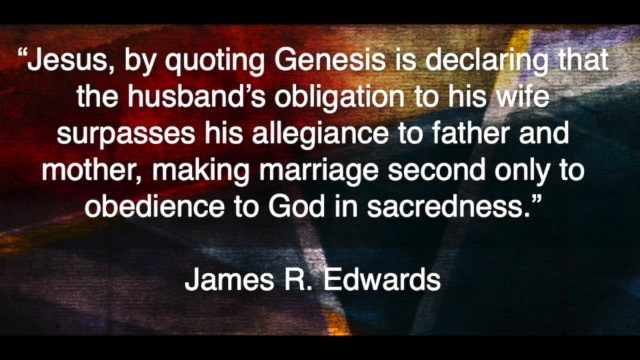 “Jesus, by quoting Genesis is declaring that
the husband’s obligation to his wife
surpasses his allegiance to father and
mother, making marriage second only to
obedience to God in sacredness.”
James R. Edwards